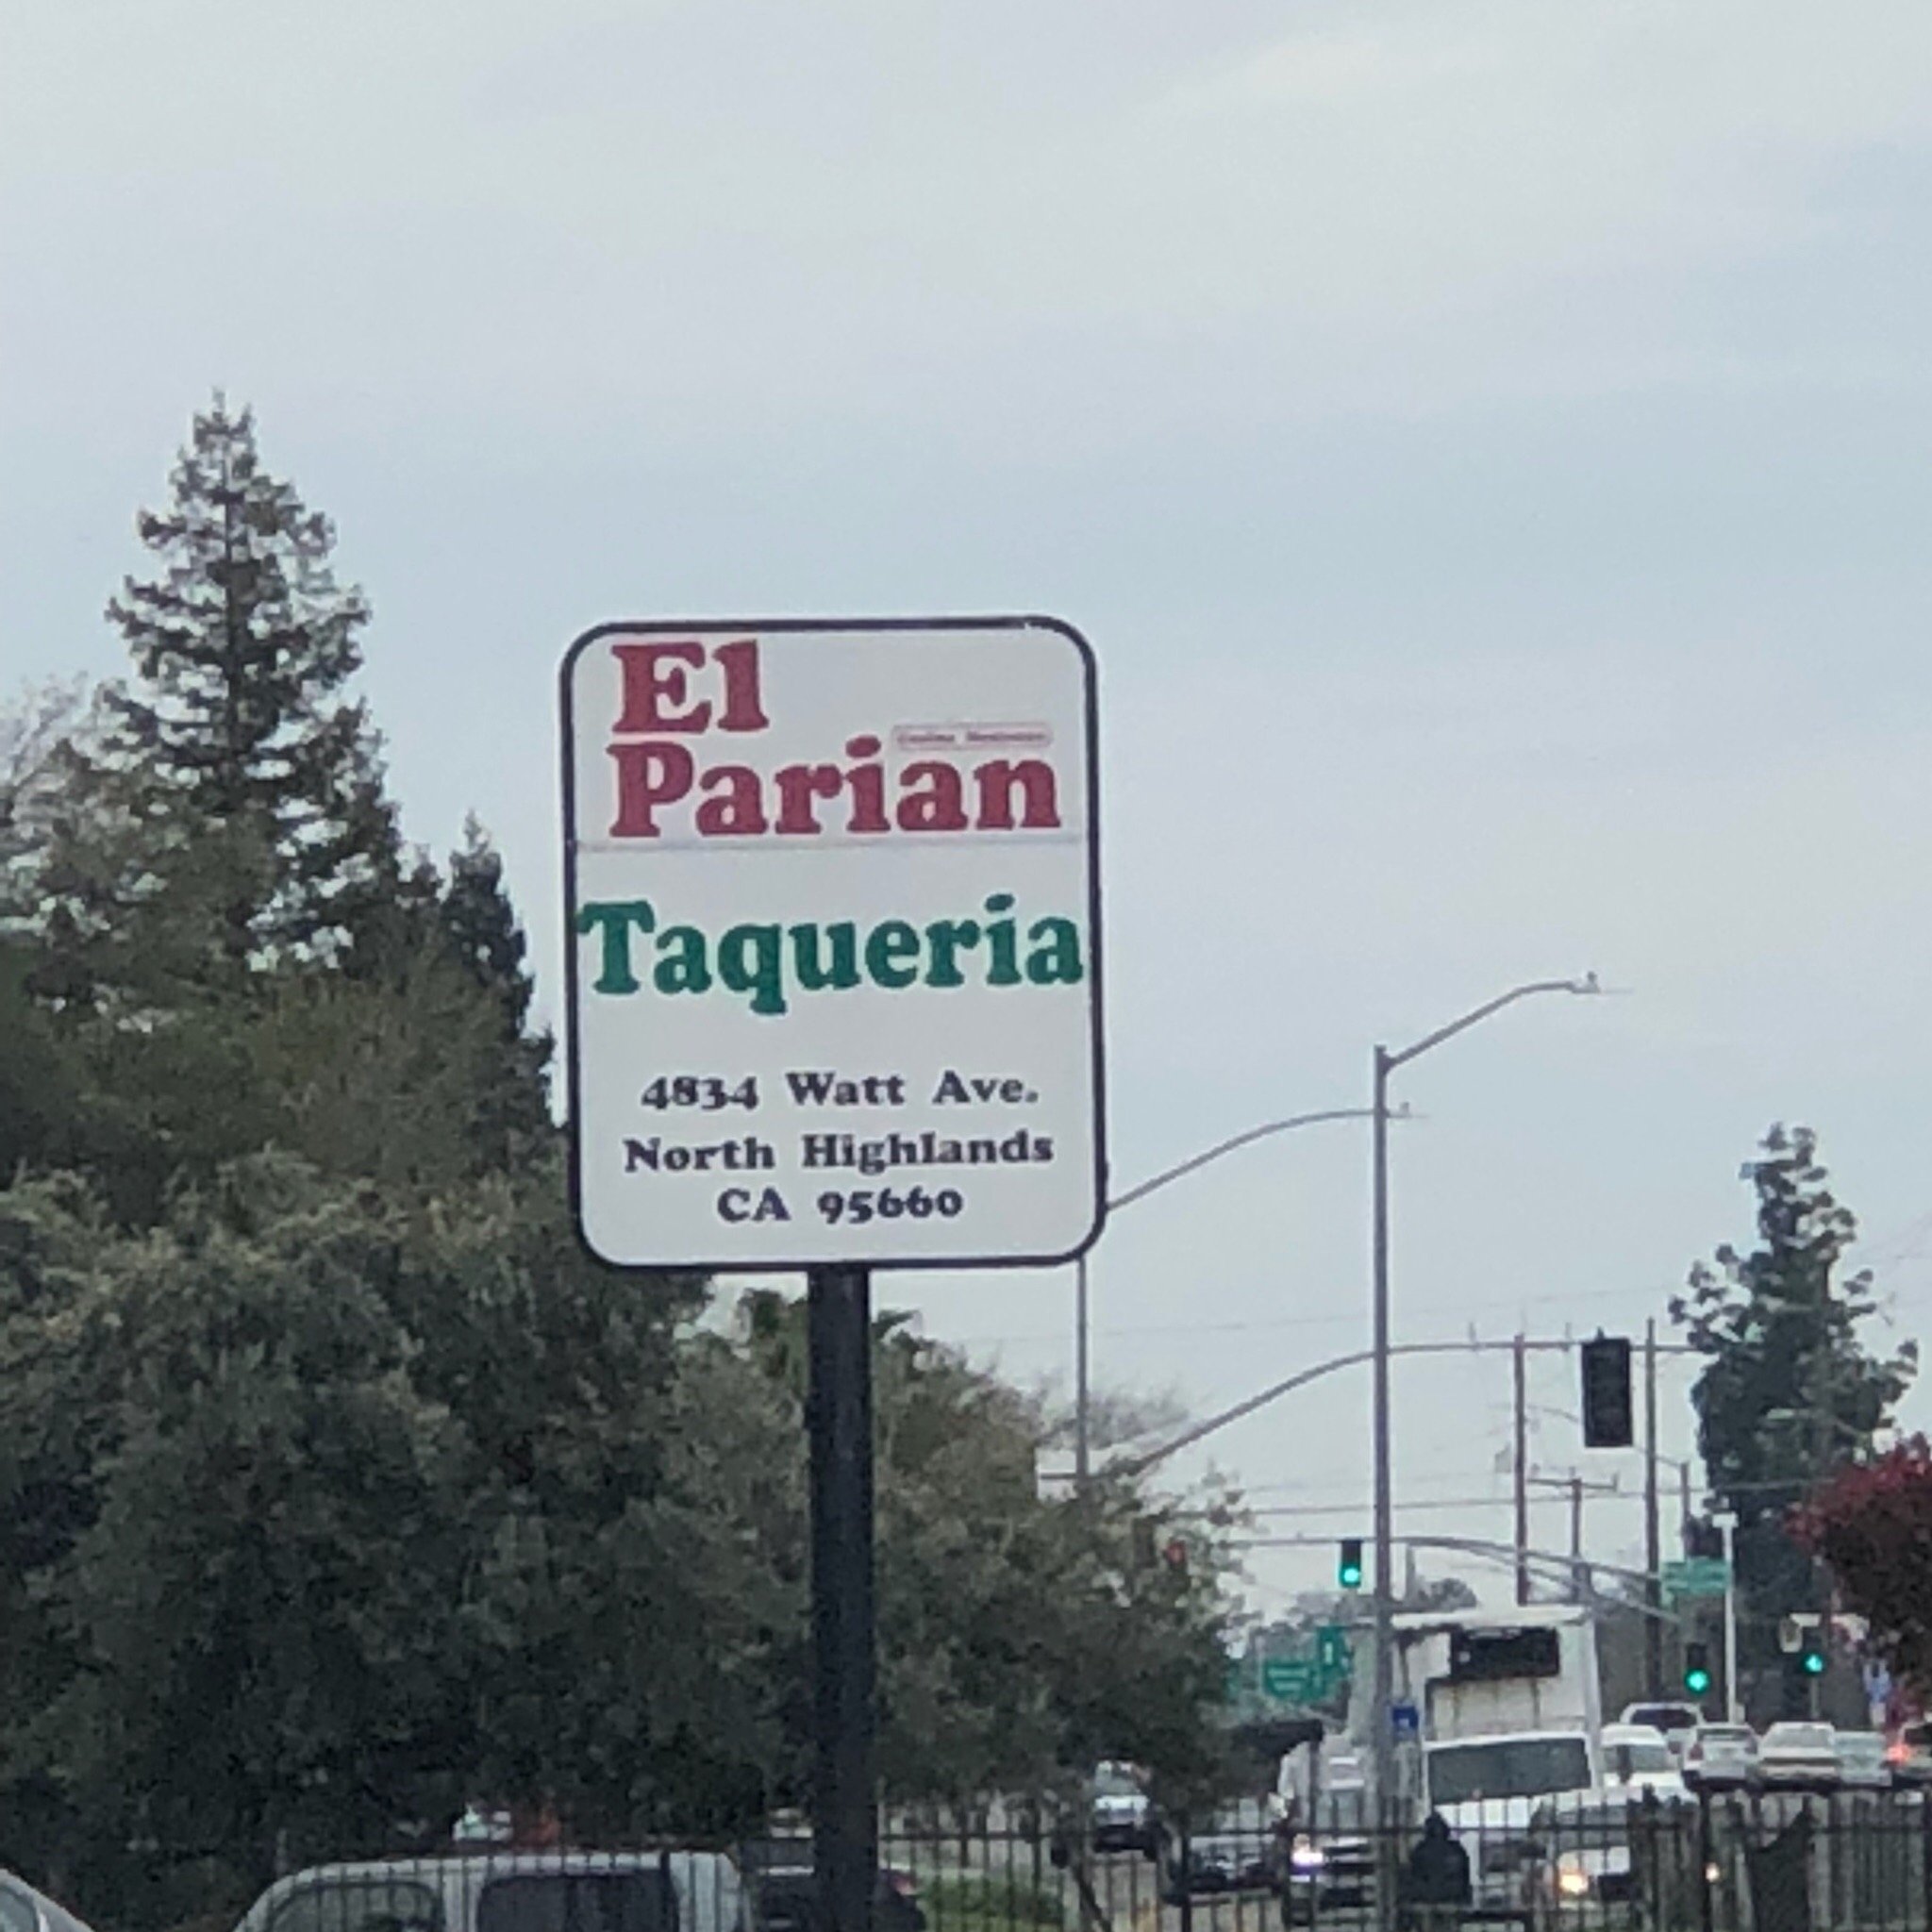 El
Parian
Taqueria
4834 Watt Ave.
North Highlands
CA 95660